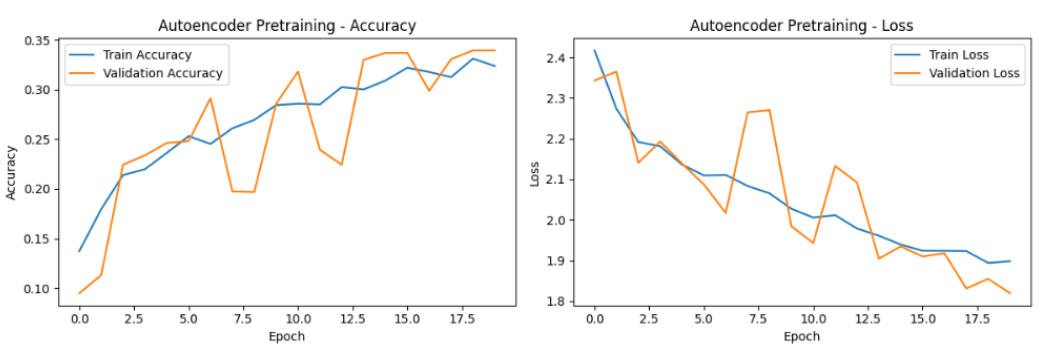 Autoencoder Pretraining - Accuracy
0.35
0.30
0.25
0.20
0.15
0.10
Accuracy
Train Accuracy
Validation Accuracy
0.0 2.5 5.0 7.5 10.0 12.5 15.0 17.5
Epoch
Autoencoder Pretraining - Loss
2.4
2.3
2.2
2.1
2.0
1.9
1.8
Loss
Train Loss
Validation Loss
0.0 2.5 5.0 7.5 10.0 12.5 15.0 17.5
Epoch